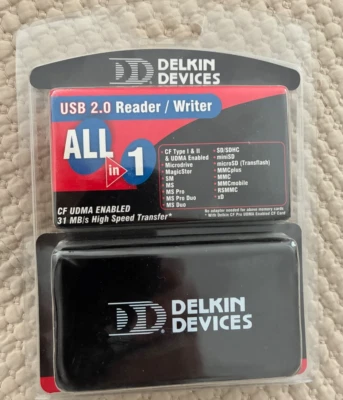 DELKIN
DEVICES
USB 2.0 Reader / Writer
ALL
in 1
• CF Type I & II
& UDMA Enabled
• Microdrive
• MagicStor
• SM
• MS
• MS Pro
• MS Pro Duo
• MS Duo
• SD/SDHC
• miniSD
• microSD (Transflash)
• MMCplus
• MMC
• MMCmobile
• RSMMC
• xD
CF UDMA ENABLED
31 MB/s High Speed Transfer*
No adapter needed for above memory cards
* With Delkin CF Pro UDMA Enabled CF Card
DELKIN
DEVICES